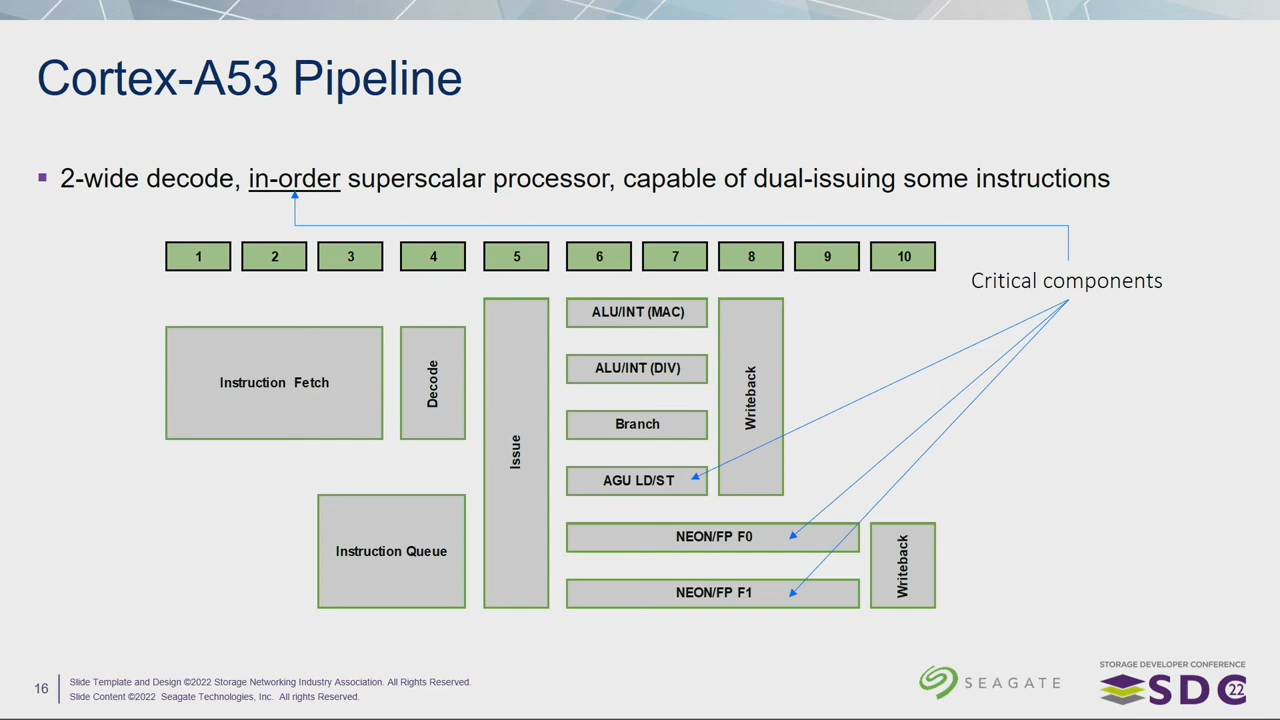 Cortex-A53 Pipeline
2-wide decode, in-order superscalar processor, capable of dual-issuing some instructions
1 2 3 4 5 6 7 8 9 10
Critical components
ALU/INT (MAC)
Instruction Fetch
Decode
Issue
ALU/INT (DIV)
Writeback
Branch
AGU LD/ST
Instruction Queue
NEON/FP F0
Writeback
NEON/FP F1
16
Slide Template and Design ©2022 Storage Networking Industry Association. All Rights Reserved.
Slide Content ©2022 Seagate Technologies, Inc. All rights Reserved.
SEAGATE
STORAGE DEVELOPER CONFERENCE
SDC 22